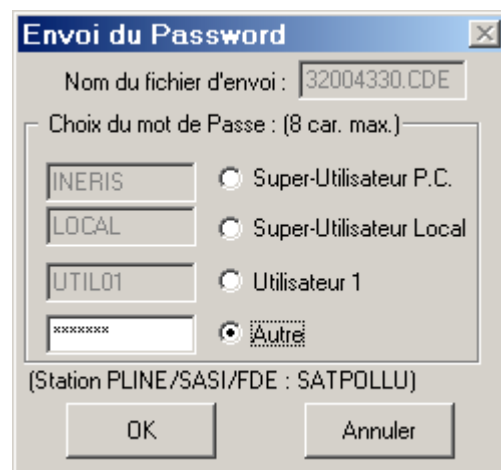 Envoi du Password
Nom du fichier d'envoi : 32004330.CDE
Choix du mot de Passe : (8 car. max.)
INERIS Super-Utilisateur P.C.
LOCAL Super-Utilisateur Local
UTIL01 Utilisateur 1
******* Autre
(Station PLINE/SASI/FDE : SATPOLLU)
OK Annuler